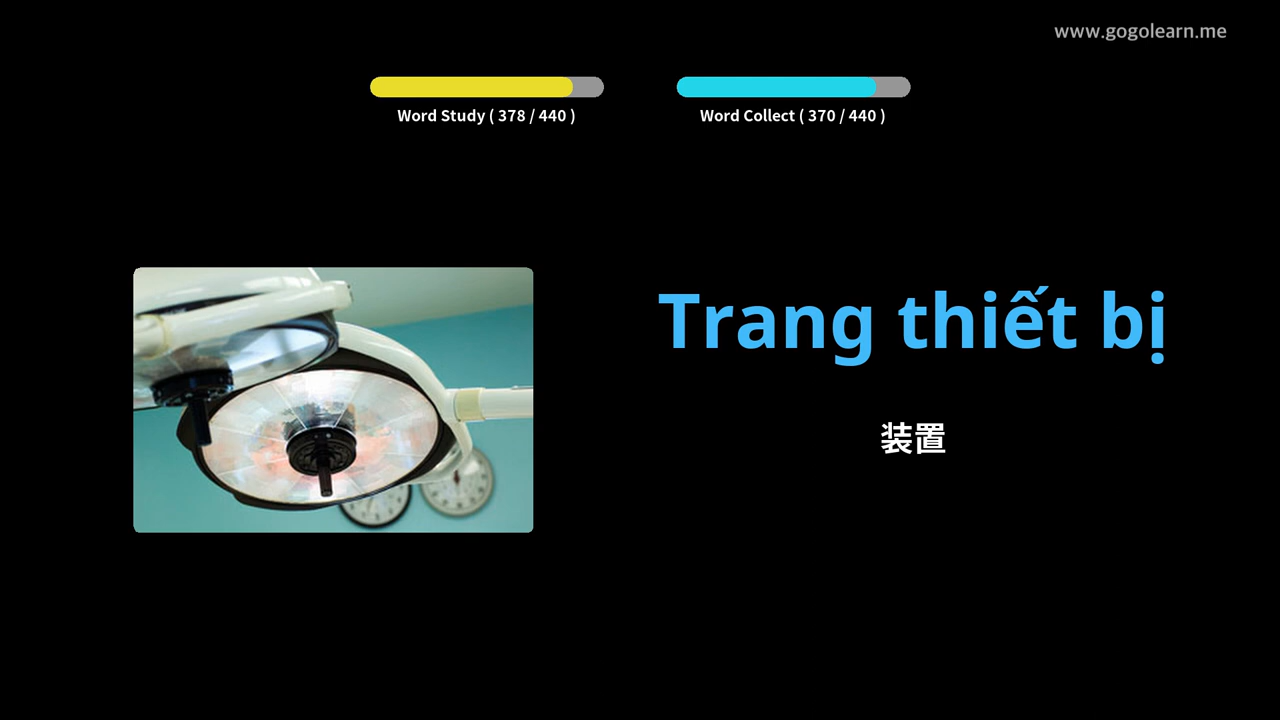 www.gogolearn.me
Word Study ( 378 / 440 )
Word Collect ( 370 / 440 )
Trang thiết bị
装置